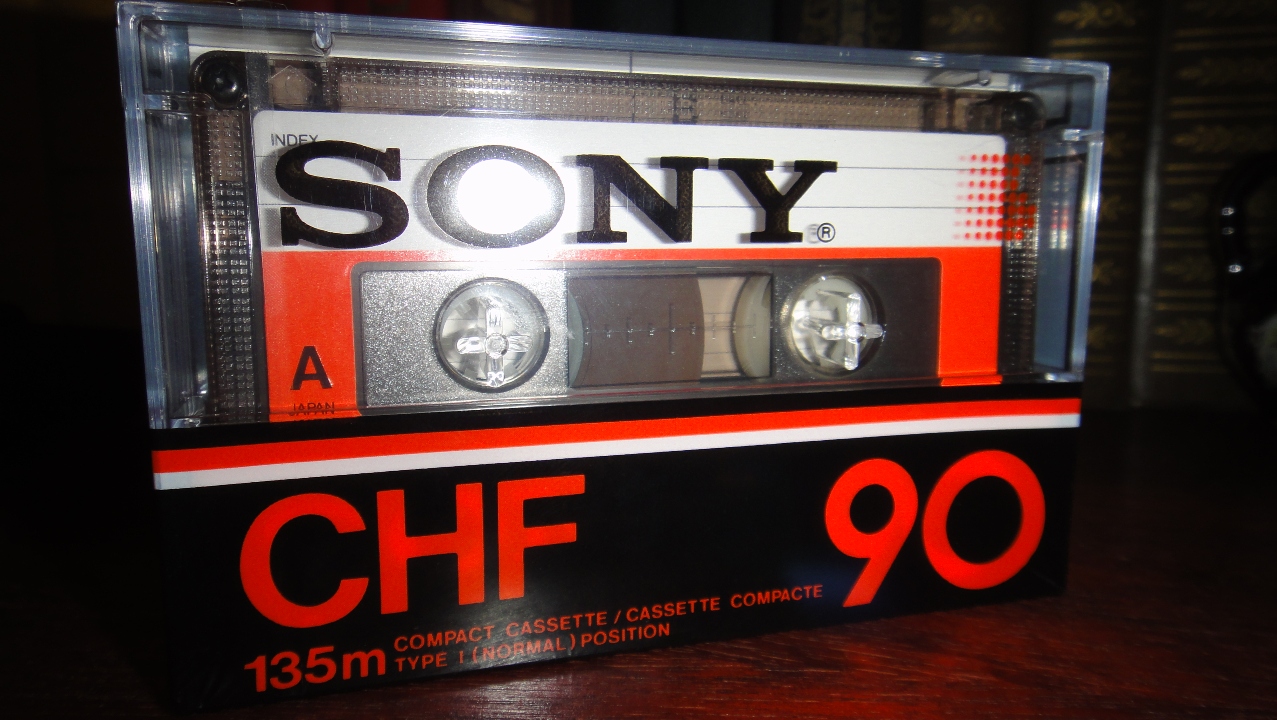 INDEX
SONY®
A
JAPAN
CHF 90
135m COMPACT CASSETTE / CASSETTE COMPACTE
TYPE I (NORMAL) POSITION